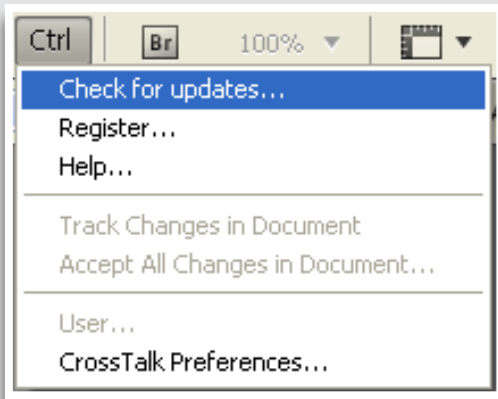 Ctrl Br 100%
Check for updates...
Register...
Help...
Track Changes in Document
Accept All Changes in Document...
User...
CrossTalk Preferences...